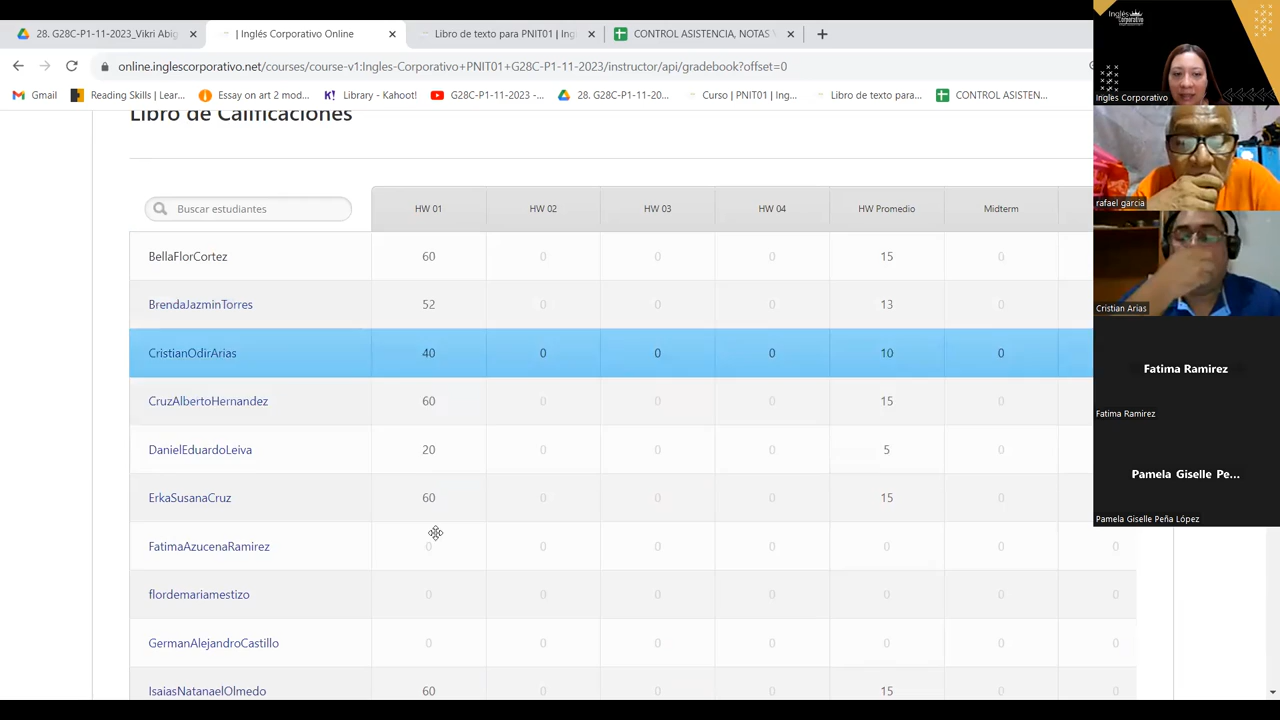 28. G28C-P1-11-2023_Vikri Abig
| Inglés Corporativo Online
Libro de texto para PNIT01 | Ing
CONTROL ASISTENCIA, NOTAS
online.inglescorporativo.net/courses/course-v1:Ingles-Corporativo+PNIT01+G28C-P1-11-2023/instructor/api/gradebook?offset=0
Gmail
Reading Skills | Lear...
Essay on art 2 mod...
Library - Kahoo
G28C-P1-11-2023 -...
28. G28C-P1-11-20...
Curso | PNIT01 | Ing...
Libro de texto para...
CONTROL ASISTEN...
Libro de Calificaciones
Buscar estudiantes
HW 01 HW 02 HW 03 HW 04 HW Promedio Midterm
BellaFlorCortez 60 0 0 0 15 0
BrendaJazminTorres 52 0 0 0 13 0
CristianOdirArias 40 0 0 0 10 0
CruzAlbertoHernandez 60 0 0 0 15 0
DanielEduardoLeiva 20 0 0 0 5 0
ErkaSusanaCruz 60 0 0 0 15 0
FatimaAzucenaRamirez 0 0 0 0 0 0 0
flordemariamestizo 0 0 0 0 0 0 0
GermanAlejandroCastillo 0 0 0 0 0 0 0
IsaiasNatanaelOlmedo 60 0 0 0 15 0 0
Inglés
Corporativo
Ingles Corporativo
rafael garcia
Cristian Arias
Fatima Ramirez
Fatima Ramirez
Pamela Giselle Pe...
Pamela Giselle Peña López